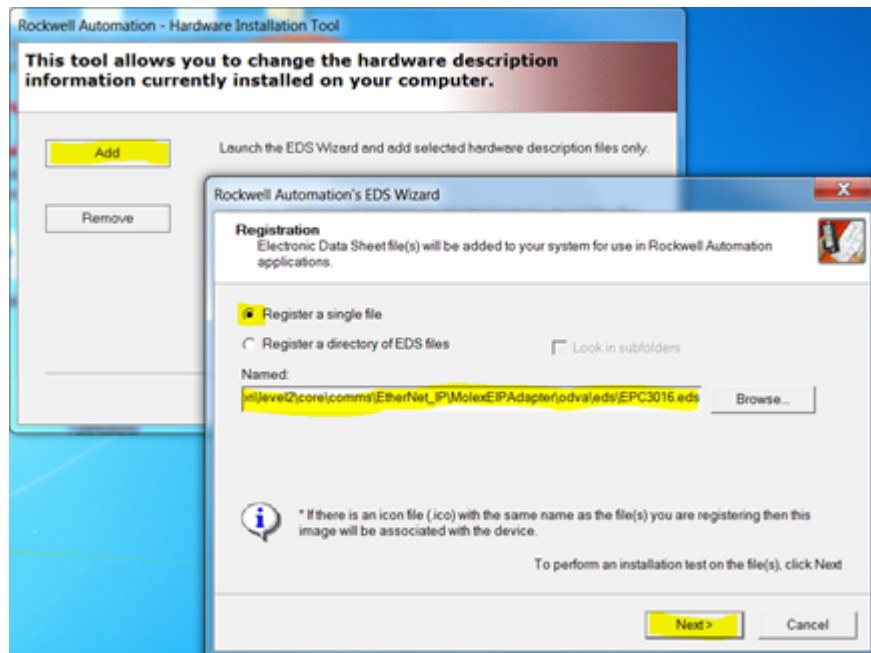 Rockwell Automation - Hardware Installation Tool
This tool allows you to change the hardware description
information currently installed on your computer.
Add
Launch the EDS Wizard and add selected hardware description files only.
Remove
Rockwell Automation's EDS Wizard
Registration
Electronic Data Sheet file(s) will be added to your system for use in Rockwell Automation
applications.
Register a single file
Register a directory of EDS files
Look in subfolders
Named:
\level2\core\comms\EtherNet_IP\MolexEIPAdapter\odva\eds\EPC3016.eds
Browse...
* If there is an icon file (.ico) with the same name as the file(s) you are registering then this
image will be associated with the device.
To perform an installation test on the file(s), click Next
Next >
Cancel